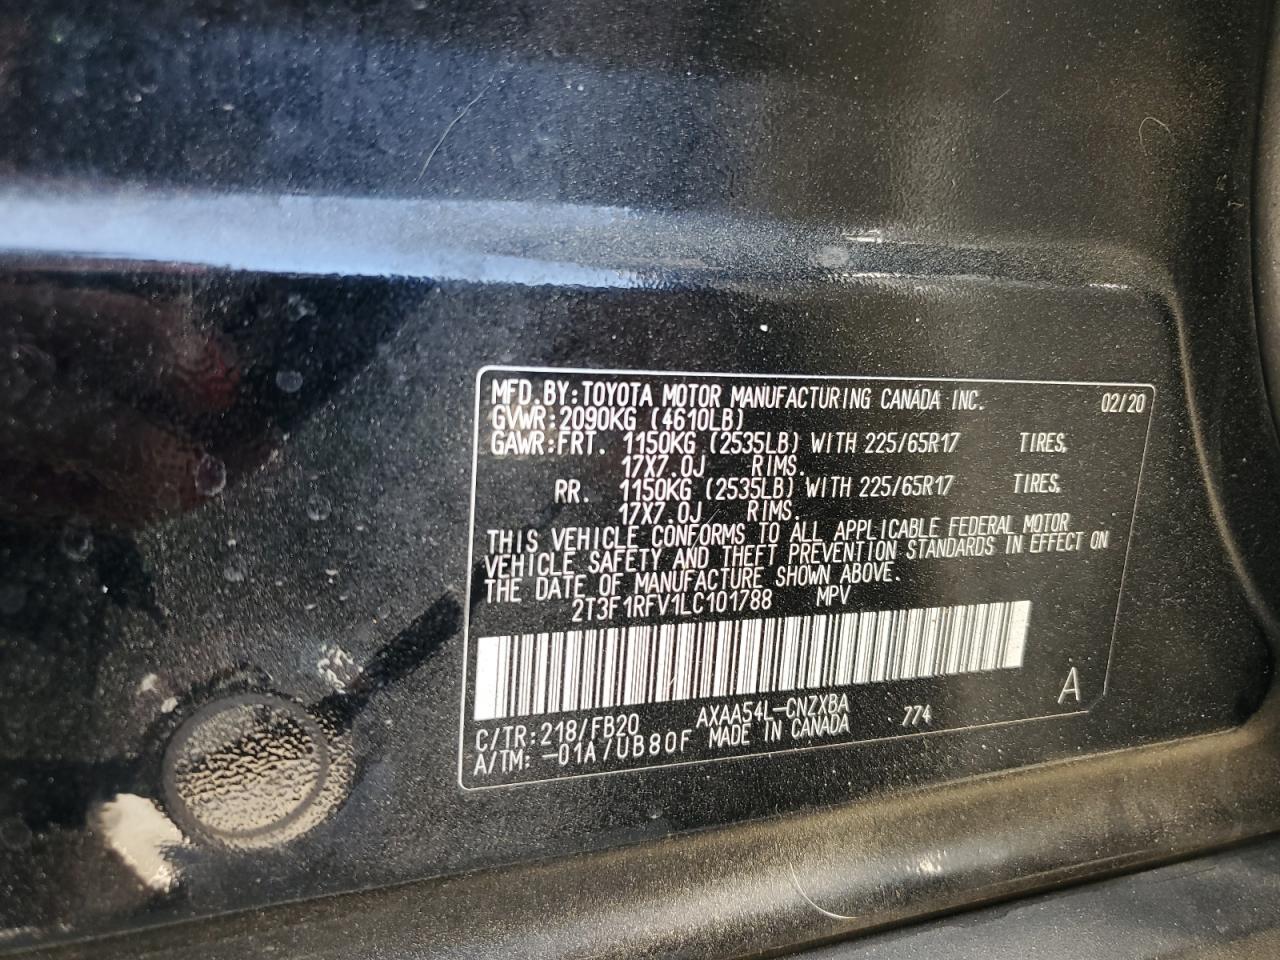 MFD.BY:TOYOTA MOTOR MANUFACTURING CANADA INC. 02/20
GVWR:2090KG (4610LB)
GAWR:FRT. 1150KG (2535LB) WITH 225/65R17 TIRES,
17X7.0J RIMS.
RR. 1150KG (2535LB) WITH 225/65R17 TIRES,
17X7.0J RIMS.
THIS VEHICLE CONFORMS TO ALL APPLICABLE FEDERAL MOTOR
VEHICLE SAFETY AND THEFT PREVENTION STANDARDS IN EFFECT ON
THE DATE OF MANUFACTURE SHOWN ABOVE.
2T3F1RFV1LC101788 MPV
A
C/TR:218/FB20 AXAA54L-CNZXBA 774
A/TM: -01A/UB80F MADE IN CANADA